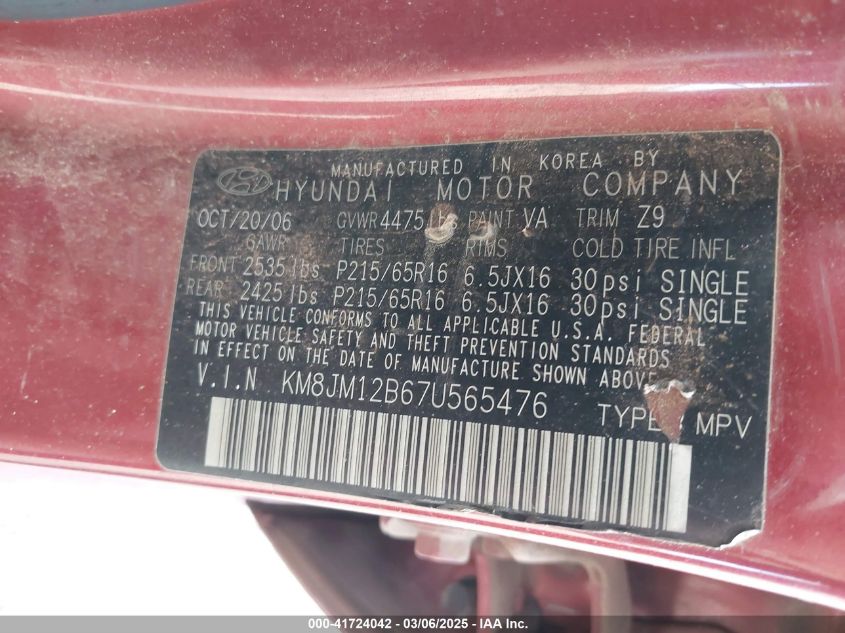 MANUFACTURED IN KOREA BY
HYUNDAI MOTOR COMPANY
OCT/20/06 GVWR 4475 lbs PAINT VA TRIM Z9
GAWR TIRES RIMS COLD TIRE INFL
FRONT 2535 lbs P215/65R16 6.5JX16 30psi SINGLE
REAR 2425 lbs P215/65R16 6.5JX16 30psi SINGLE
THIS VEHICLE CONFORMS TO ALL APPLICABLE U.S.A. FEDERAL
MOTOR VEHICLE SAFETY AND THEFT PREVENTION STANDARDS
IN EFFECT ON THE DATE OF MANUFACTURE SHOWN ABOVE.
V.I.N KM8JM12B67U565476 TYPE: MPV
000-41724042 - 03/06/2025 - IAA Inc.